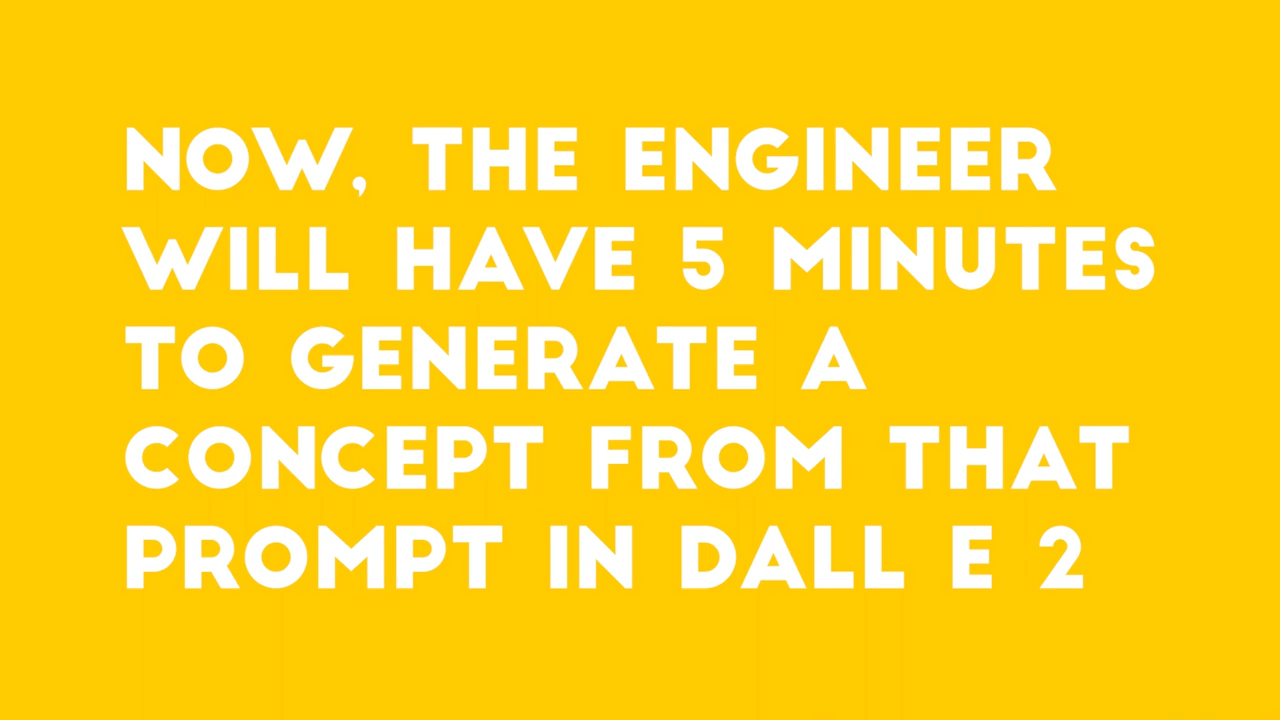 NOW, THE ENGINEER
WILL HAVE 5 MINUTES
TO GENERATE A
CONCEPT FROM THAT
PROMPT IN DALL E 2